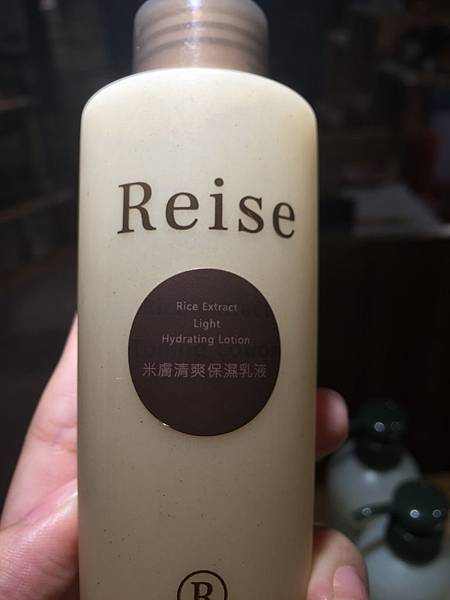 Reise
Rice Extract
Light
Hydrating Lotion
米膚清爽保濕乳液
R